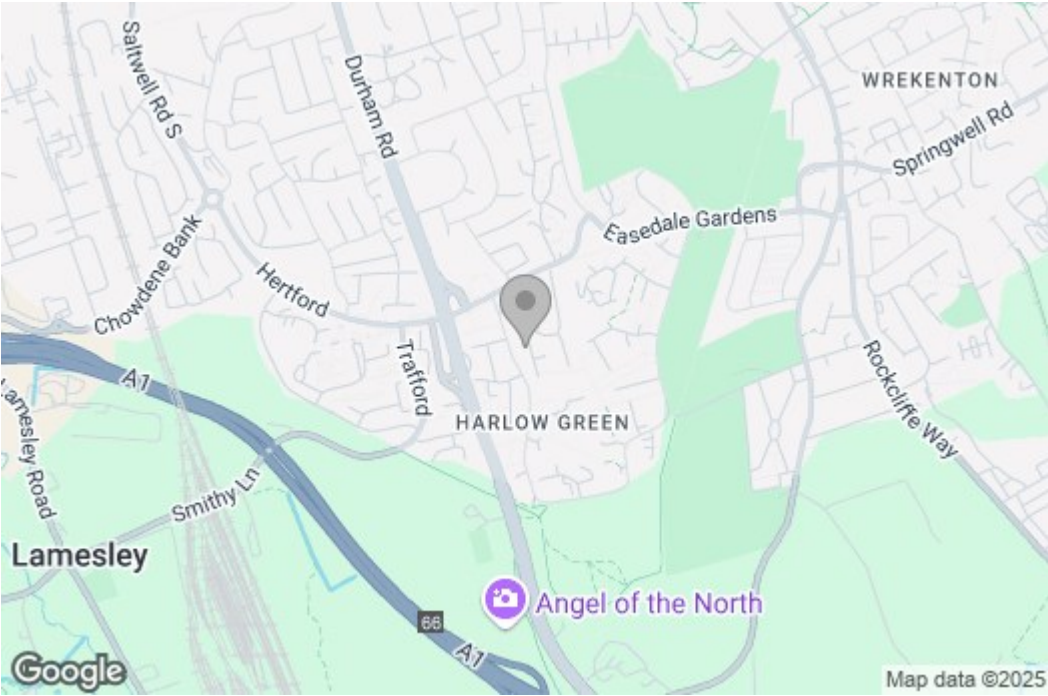 Saltwell Rd S
Durham Rd
WREKENTON
Springwell Rd
Easedale Gardens
Chowdene Bank
Hertford
Trafford
A1
Lamesley Road
HARLOW GREEN
Rockcliffe Way
Smithy Ln
Lamesley
Angel of the North
66
A1
Google
Map data ©2025